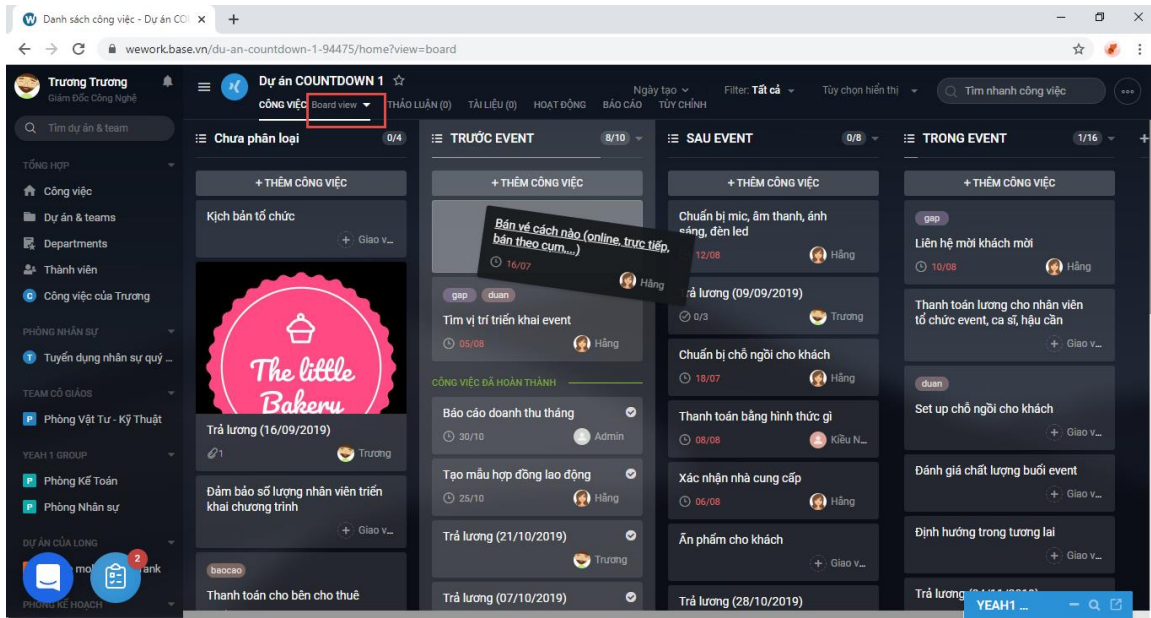 Danh sách công việc - Dự án CO
wework.base.vn/du-an-countdown-1-94475/home?view=board
Trương Trương
Giám Đốc Công Nghệ
Tìm dự án & team
TỔNG HỢP
Công việc
Dự án & teams
Departments
Thành viên
Công việc của Trương
PHÒNG NHÂN SỰ
Tuyển dụng nhân sự quý ...
TEAM CÔ GIÁOS
Phòng Vật Tư - Kỹ Thuật
YEAH 1 GROUP
Phòng Kế Toán
Phòng Nhân sự
DỰ ÁN CỦA LONG
2
PHÒNG KẾ HOẠCH
Dự án COUNTDOWN 1
CÔNG VIỆC Board view THẢO LUẬN (0) TÀI LIỆU (0) HOẠT ĐỘNG BÁO CÁO TÙY CHỈNH
Ngày tạo Filter: Tất cả Tùy chọn hiển thị
Tìm nhanh công việc
Chưa phân loại 0/4
+ THÊM CÔNG VIỆC
Kịch bản tổ chức
Giao v...
The little
Bakery
Trả lương (16/09/2019)
1 Trương
Đảm bảo số lượng nhân viên triển
khai chương trình
Giao v...
baocao
Thanh toán cho bên cho thuê
TRƯỚC EVENT 8/10
+ THÊM CÔNG VIỆC
Bán vé cách nào (online, trực tiếp,
bán theo cụm,...)
16/07 Hằng
gap duan
Tìm vị trí triển khai event
05/08 Hằng
CÔNG VIỆC ĐÃ HOÀN THÀNH
Báo cáo doanh thu tháng
30/10 Admin
Tạo mẫu hợp đồng lao động
25/10 Hằng
Trả lương (21/10/2019)
Trương
Trả lương (07/10/2019)
SAU EVENT 0/8
+ THÊM CÔNG VIỆC
Chuẩn bị mic, âm thanh, ánh
sáng, đèn led
12/08 Hằng
Trả lương (09/09/2019)
0/3 Trương
Chuẩn bị chỗ ngồi cho khách
18/07 Hằng
Thanh toán bằng hình thức gì
08/08 Kiều N...
Xác nhận nhà cung cấp
06/08 Hằng
Ấn phẩm cho khách
Giao v...
Trả lương (28/10/2019)
TRONG EVENT 1/16
+ THÊM CÔNG VIỆC
gap
Liên hệ mời khách mời
10/08 Hằng
Thanh toán lương cho nhân viên
tổ chức event, ca sĩ, hậu cần
Giao v...
duan
Set up chỗ ngồi cho khách
Giao v...
Đánh giá chất lượng buổi event
Giao v...
Định hướng trong tương lai
Giao v...
Trả lương
YEAH1 ...